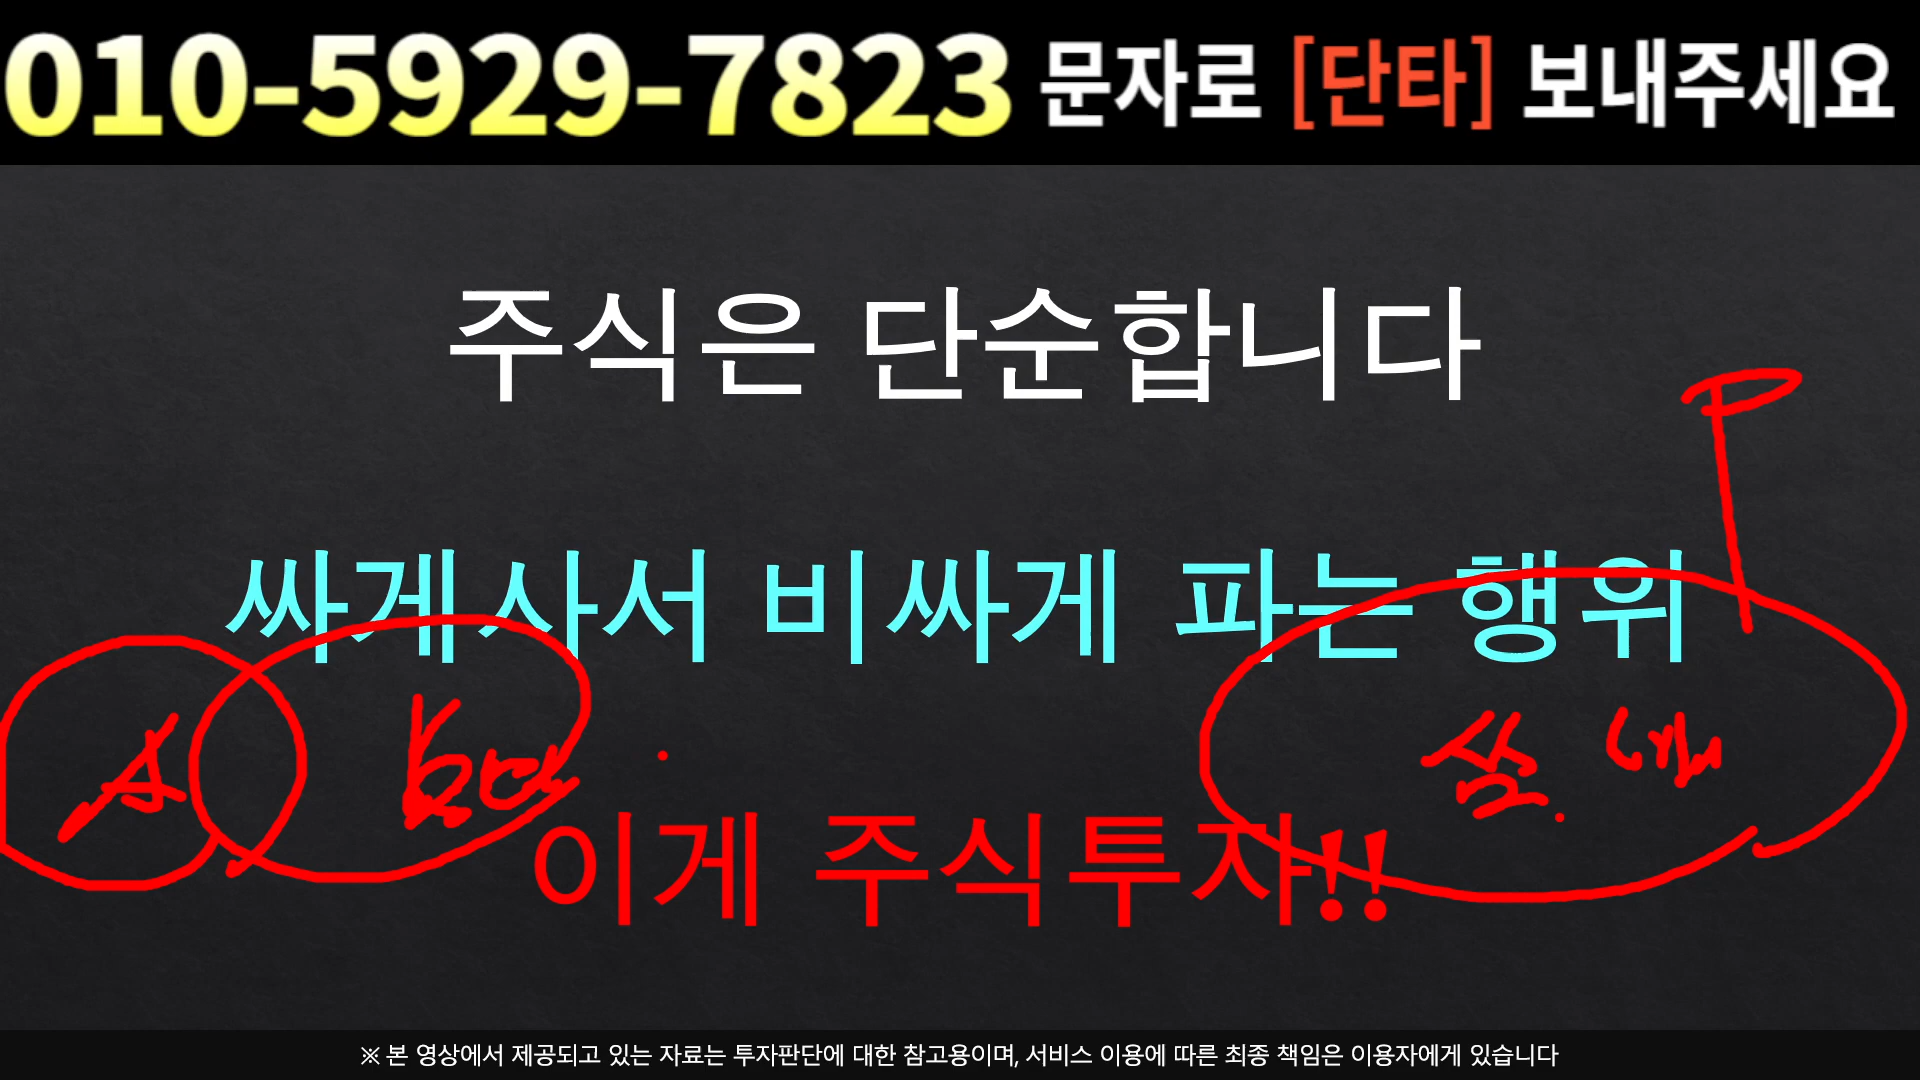 010-5929-7823 문자로 [단타] 보내주세요
주식은 단순합니다
싸게사서 비싸게 파는 행위
이게 주식투자!!
※ 본 영상에서 제공되고 있는 자료는 투자판단에 대한 참고용이며, 서비스 이용에 따른 최종 책임은 이용자에게 있습니다